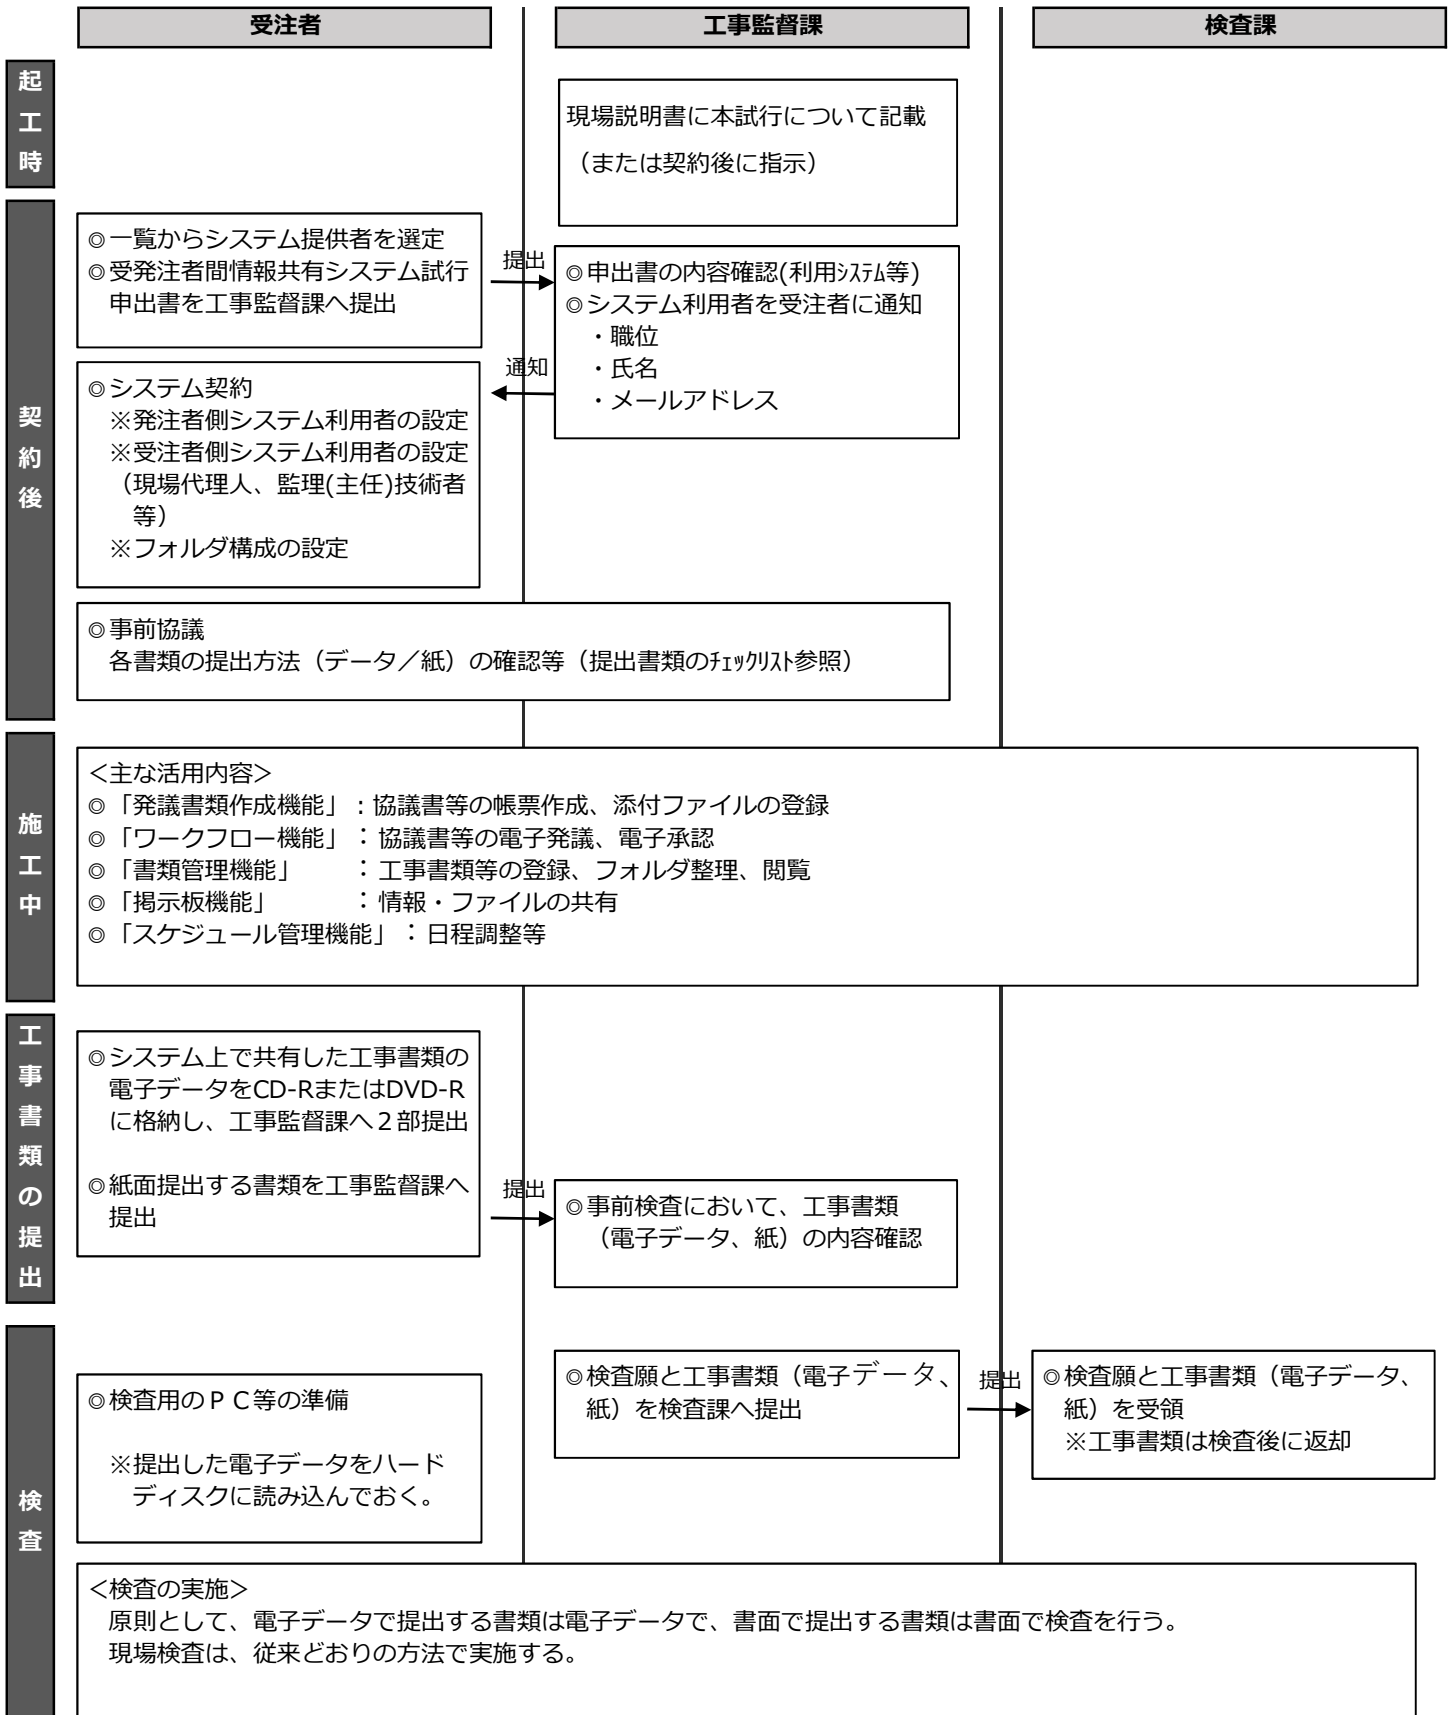 受注者
工事監督課
検査課
起工時
現場説明書に本試行について記載
（または契約後に指示）
契約後
◎一覧からシステム提供者を選定
◎受発注者間情報共有システム試行
申出書を工事監督課へ提出
提出
◎申出書の内容確認(利用ｼｽﾃﾑ等)
◎システム利用者を受注者に通知
・職位
・氏名
・メールアドレス
通知
◎システム契約
※発注者側システム利用者の設定
※受注者側システム利用者の設定
（現場代理人、監理(主任)技術者
等）
※フォルダ構成の設定
◎事前協議
各書類の提出方法（データ／紙）の確認等（提出書類のﾁｪｯｸﾘｽﾄ参照）
施工中
＜主な活用内容＞
◎「発議書類作成機能」：協議書等の帳票作成、添付ファイルの登録
◎「ワークフロー機能」：協議書等の電子発議、電子承認
◎「書類管理機能」　　：工事書類等の登録、フォルダ整理、閲覧
◎「掲示板機能」　　　：情報・ファイルの共有
◎「スケジュール管理機能」：日程調整等
工事書類の提出
◎システム上で共有した工事書類の
電子データをCD-RまたはDVD-R
に格納し、工事監督課へ２部提出
◎紙面提出する書類を工事監督課へ
提出
提出
◎事前検査において、工事書類
（電子データ、紙）の内容確認
検査
◎検査用のＰＣ等の準備
※提出した電子データをハード
ディスクに読み込んでおく。
◎検査願と工事書類（電子データ、
紙）を検査課へ提出
提出
◎検査願と工事書類（電子データ、
紙）を受領
※工事書類は検査後に返却
＜検査の実施＞
原則として、電子データで提出する書類は電子データで、書面で提出する書類は書面で検査を行う。
現場検査は、従来どおりの方法で実施する。